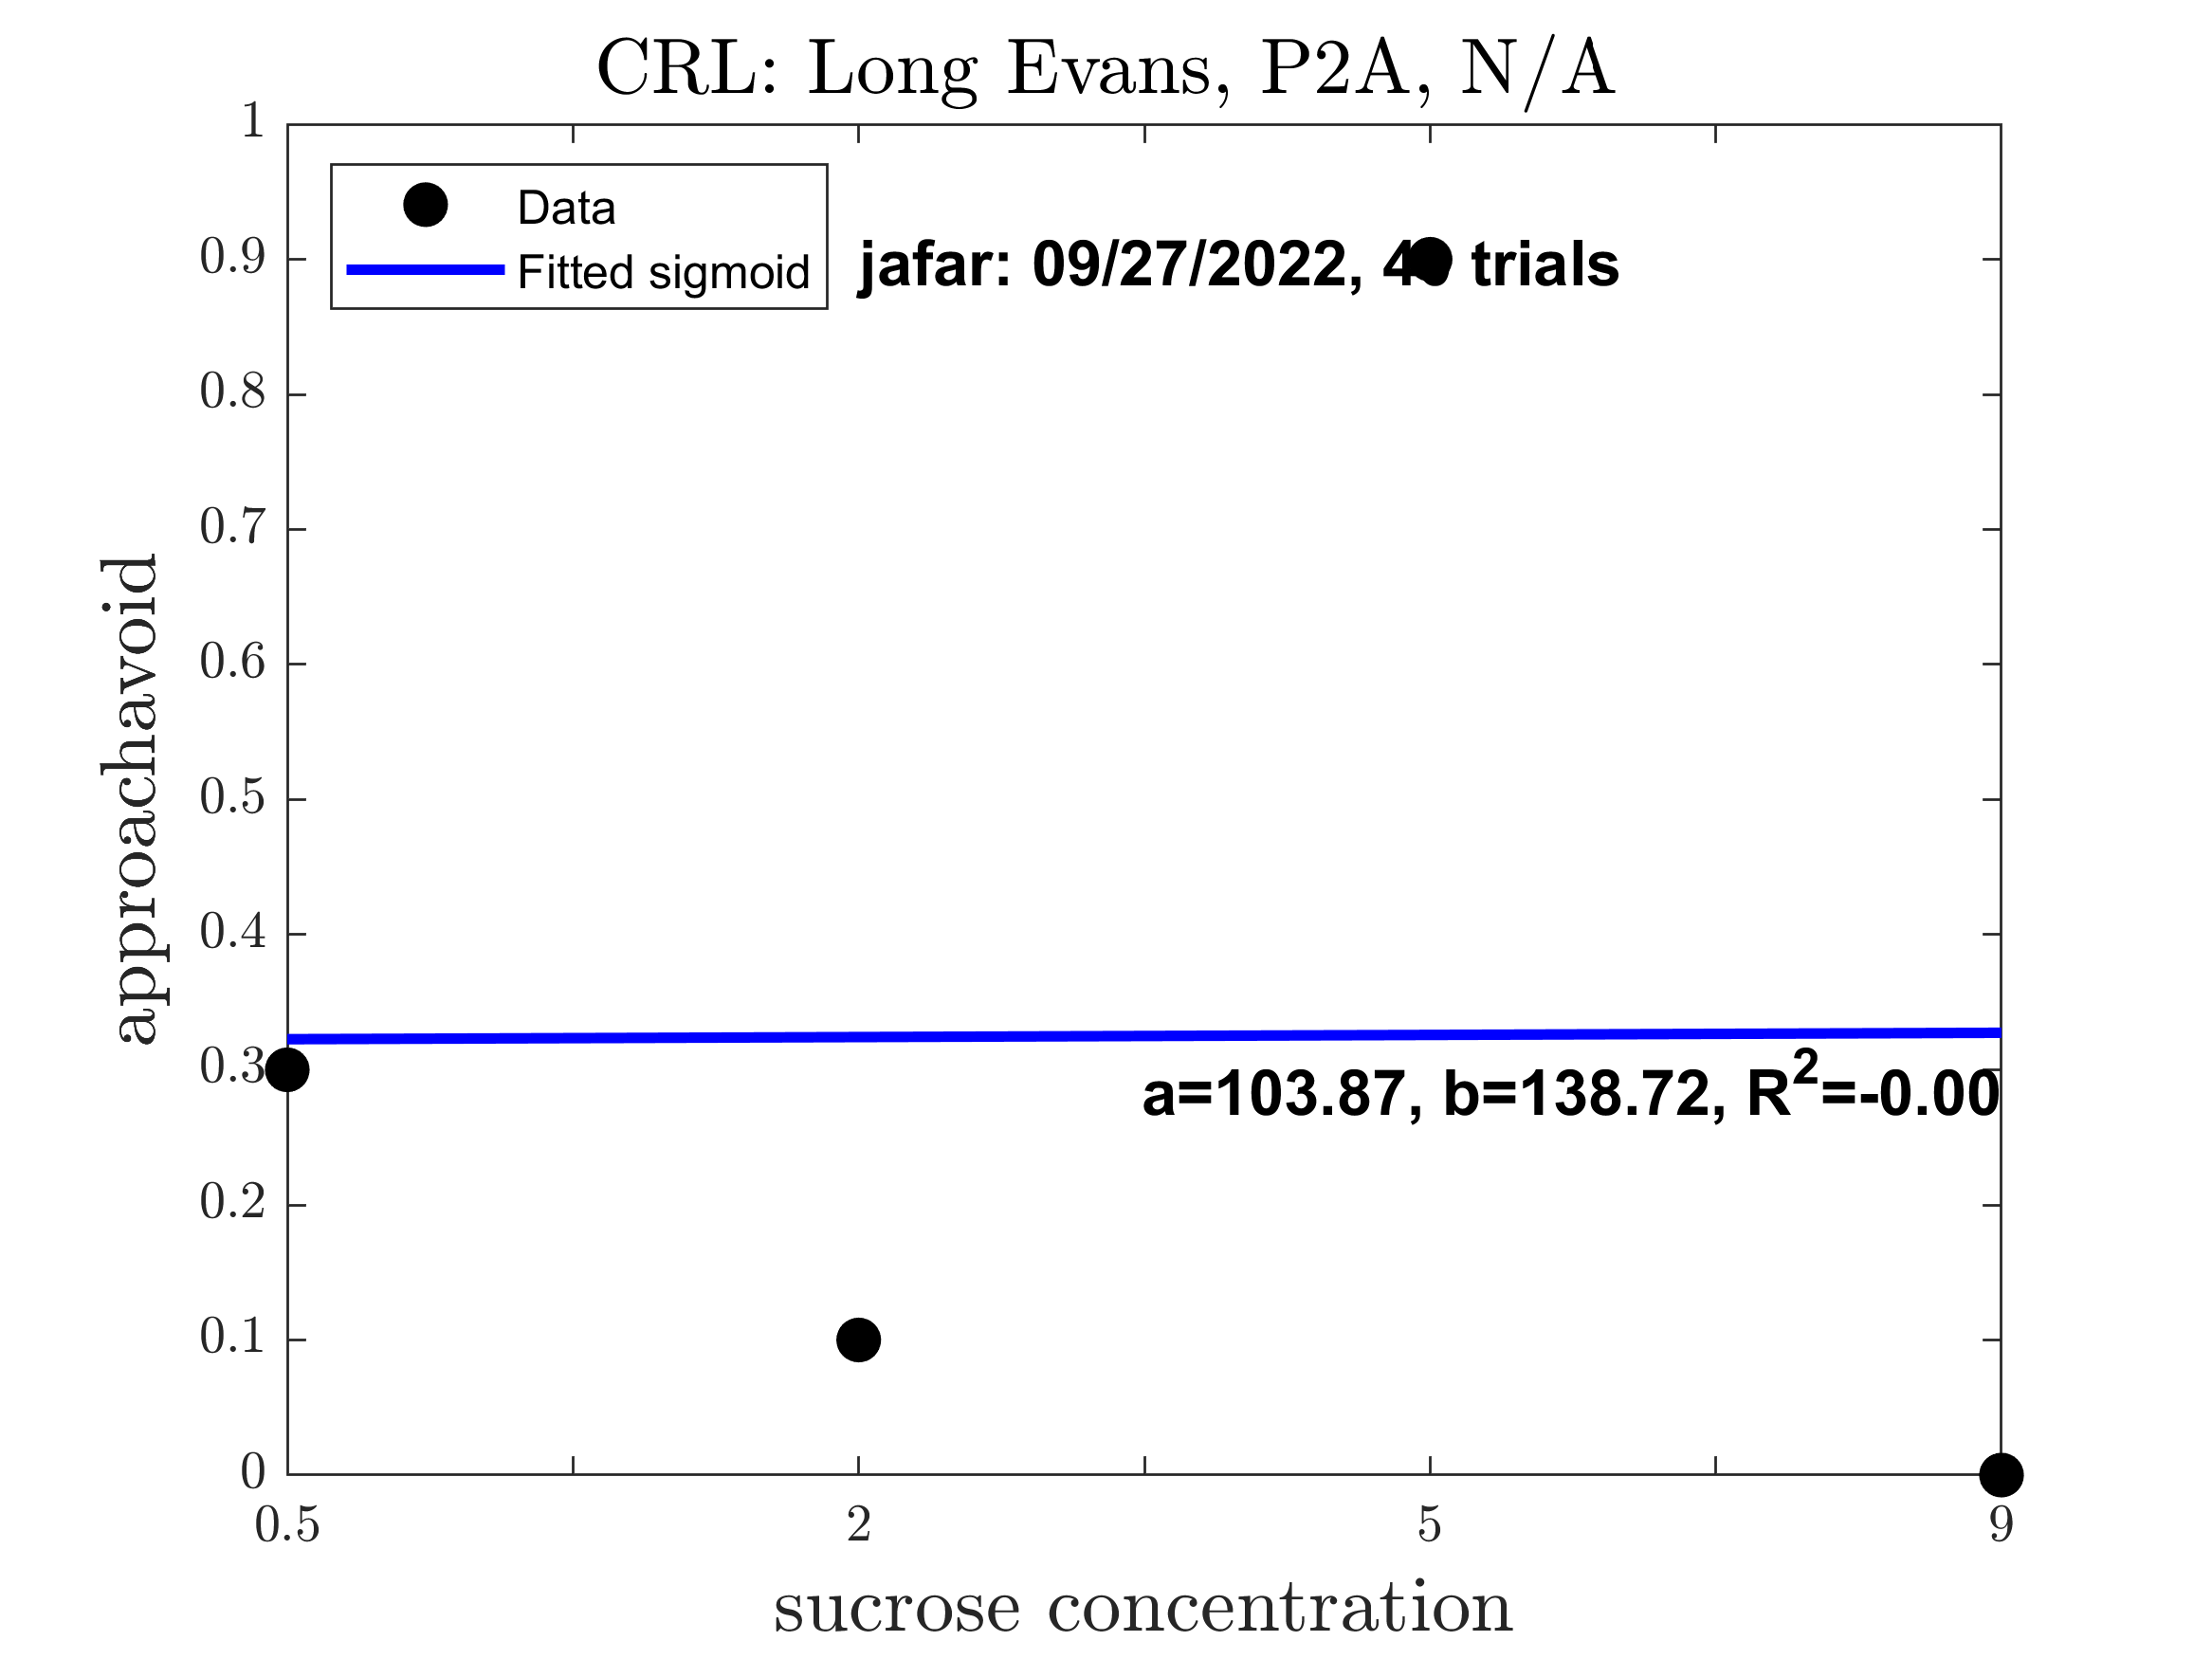 CRL: Long Evans, P2A, N/A
1
Data
Fitted sigmoid
jafar: 09/27/2022, trials
0.9
0.8
0.7
0.6
0.5
0.4
0.3
0.2
0.1
0
approachavoid
a=103.87, b=138.72, R²=-0.00
0.5 2 5 9
sucrose concentration